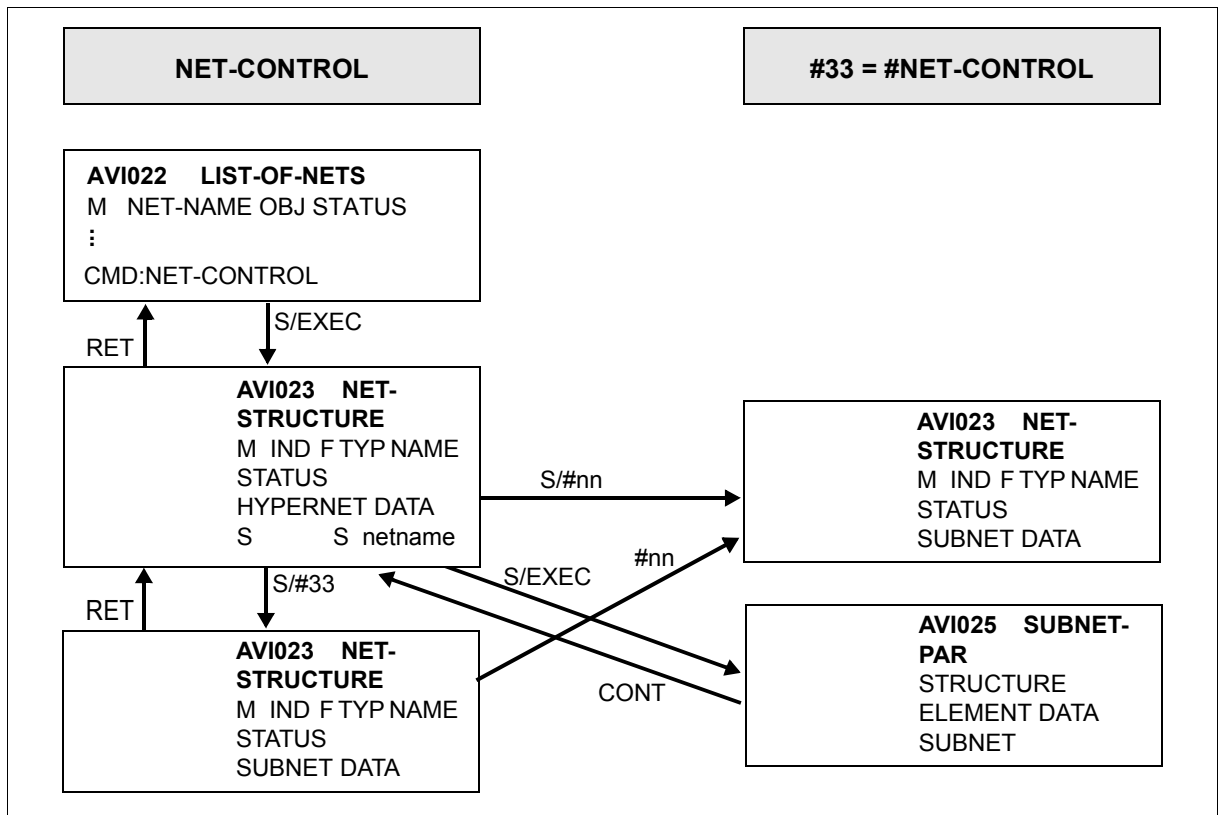 NET-CONTROL
#33 = #NET-CONTROL
AVI022 LIST-OF-NETS
M NET-NAME OBJ STATUS
⋮
CMD:NET-CONTROL
RET
S/EXEC
AVI023 NET-
STRUCTURE
M IND F TYP NAME
STATUS
HYPERNET DATA
S S netname
S/#nn
AVI023 NET-
STRUCTURE
M IND F TYP NAME
STATUS
SUBNET DATA
RET
S/#33
S/EXEC
#nn
CONT
AVI023 NET-
STRUCTURE
M IND F TYP NAME
STATUS
SUBNET DATA
AVI025 SUBNET-
PAR
STRUCTURE
ELEMENT DATA
SUBNET